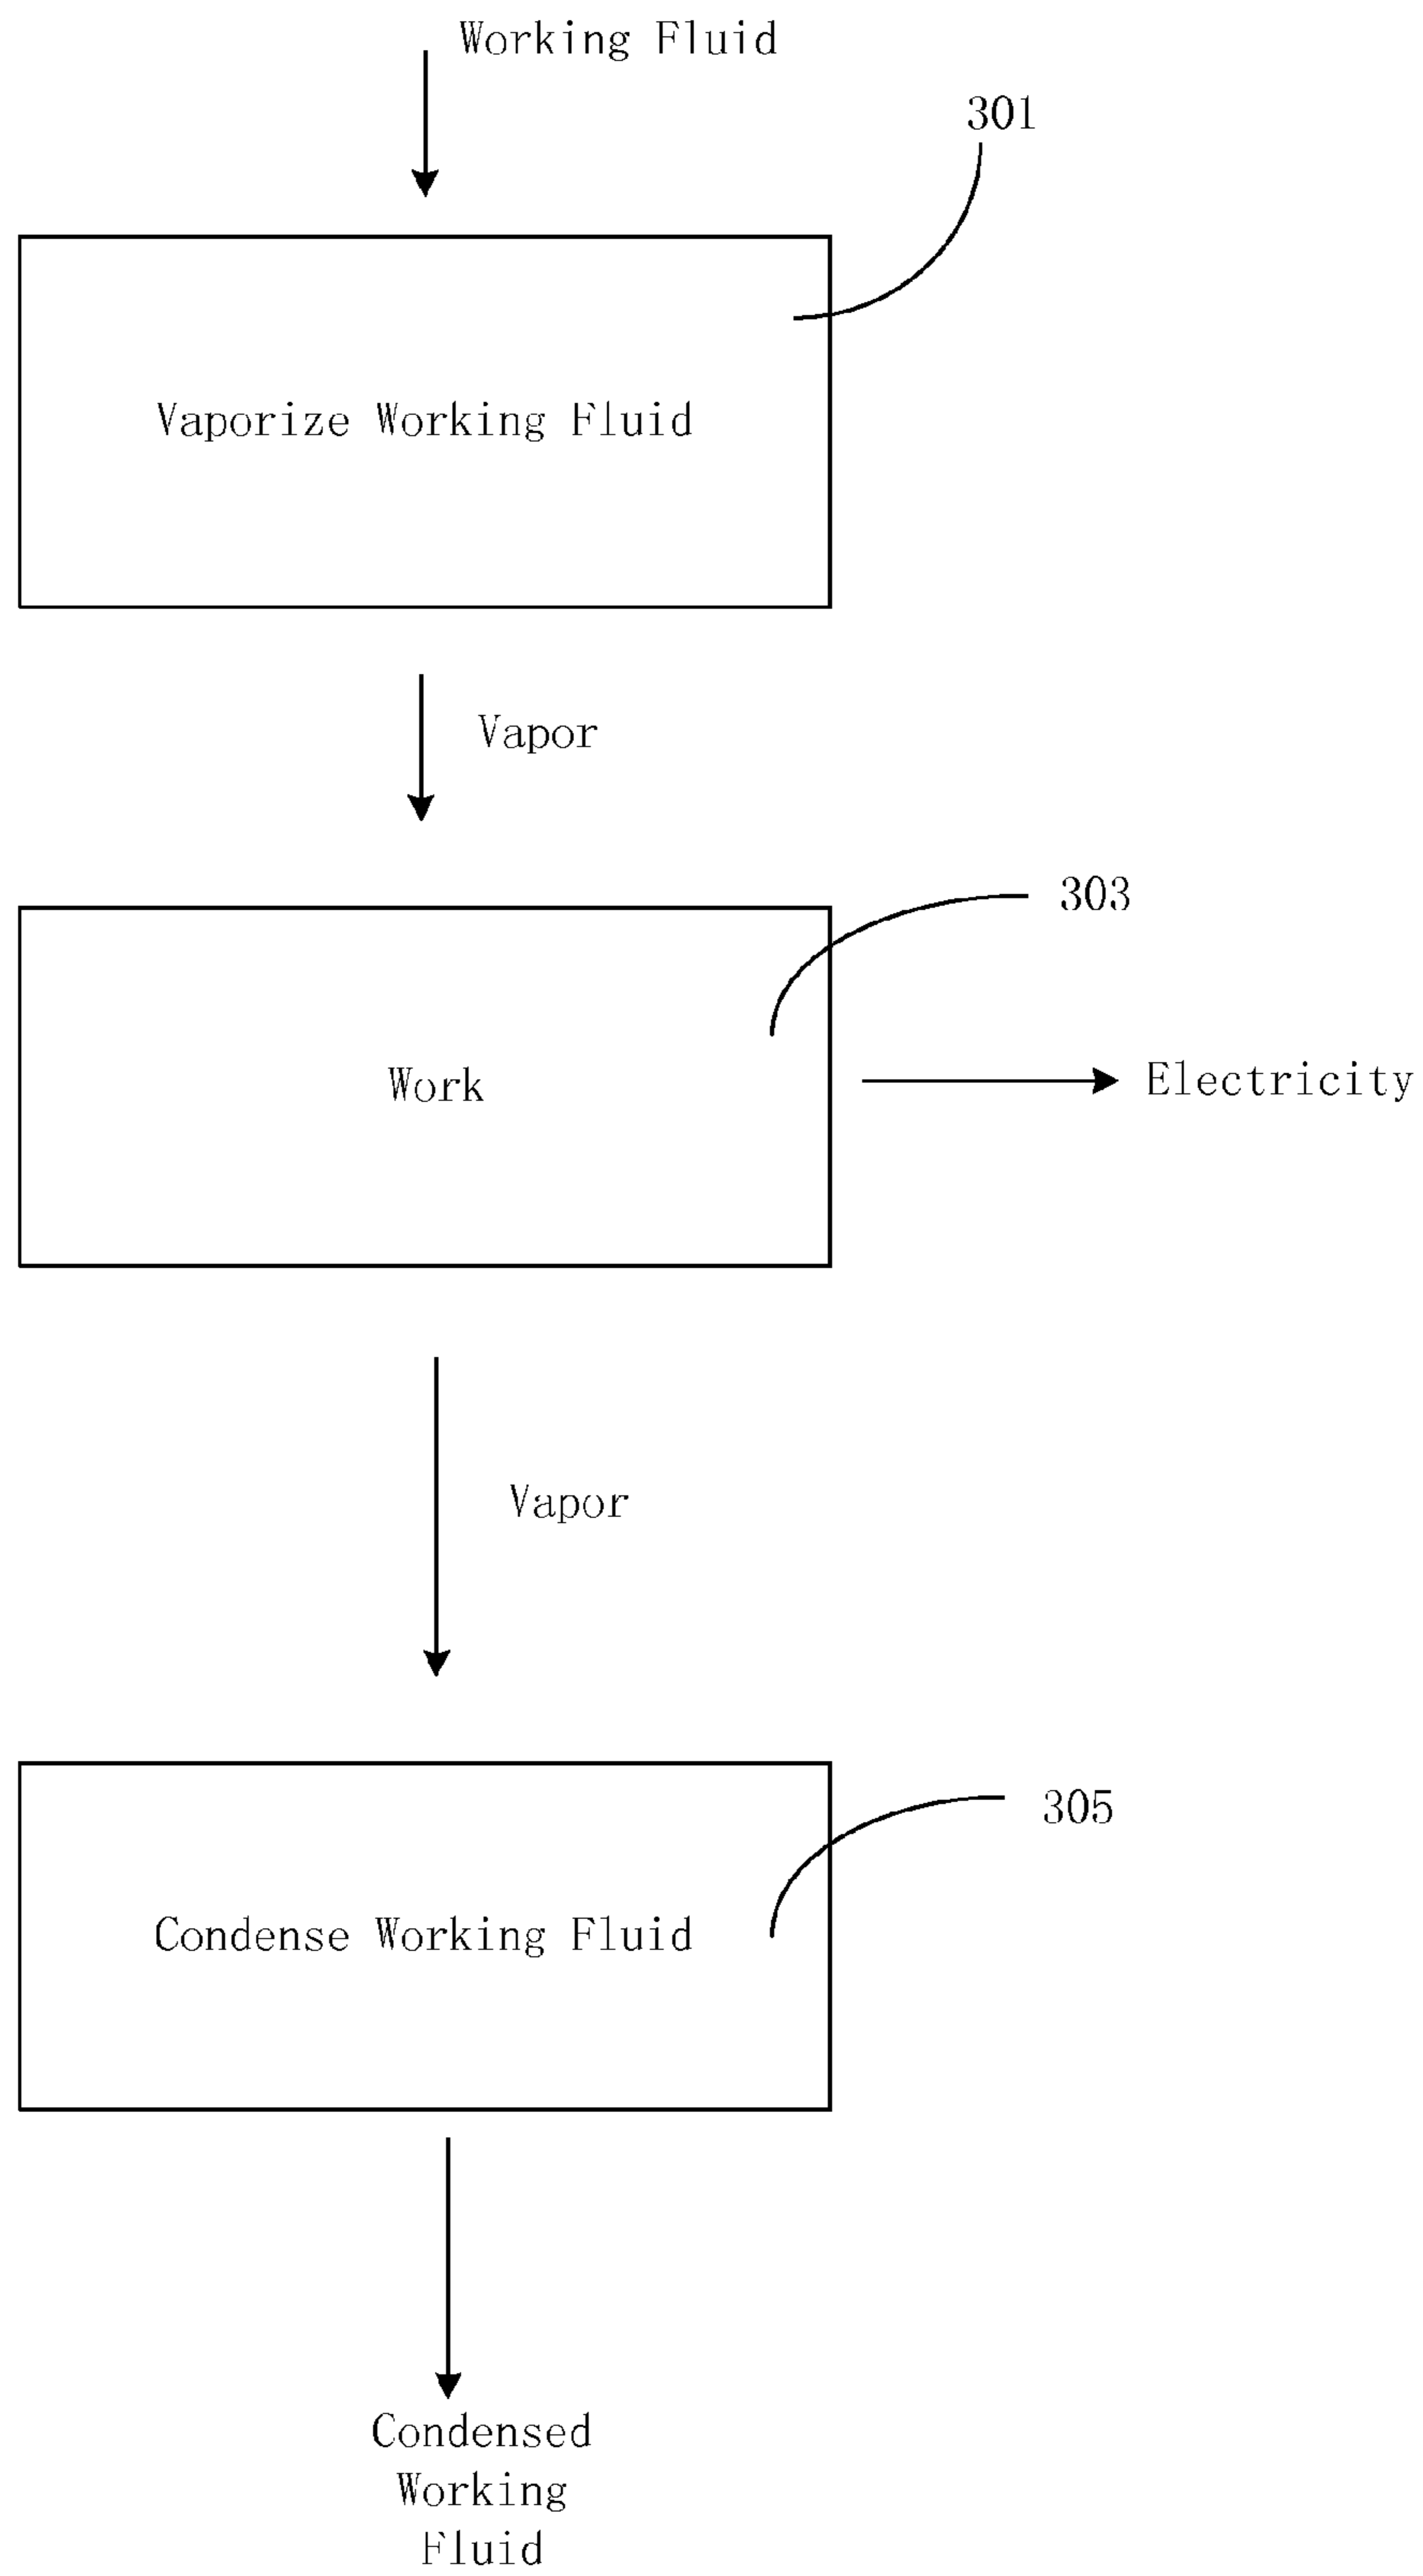 Working Fluid
301
Vaporize Working Fluid
Vapor
303
Work
Electricity
Vapor
305
Condense Working Fluid
Condensed
Working
Fluid